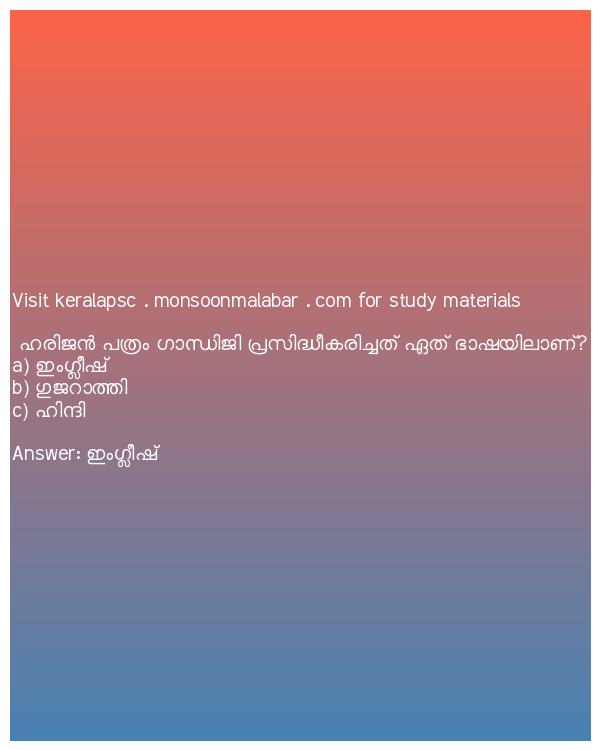 Visit keralapsc . monsoonmalabar . com for study materials
ഹരിജൻ പത്രം ഗാന്ധിജി പ്രസിദ്ധീകരിച്ചത് ഏത് ഭാഷയിലാണ്?
a) ഇംഗ്ലീഷ്
b) ഗുജറാത്തി
c) ഹിന്ദി
Answer: ഇംഗ്ലീഷ്